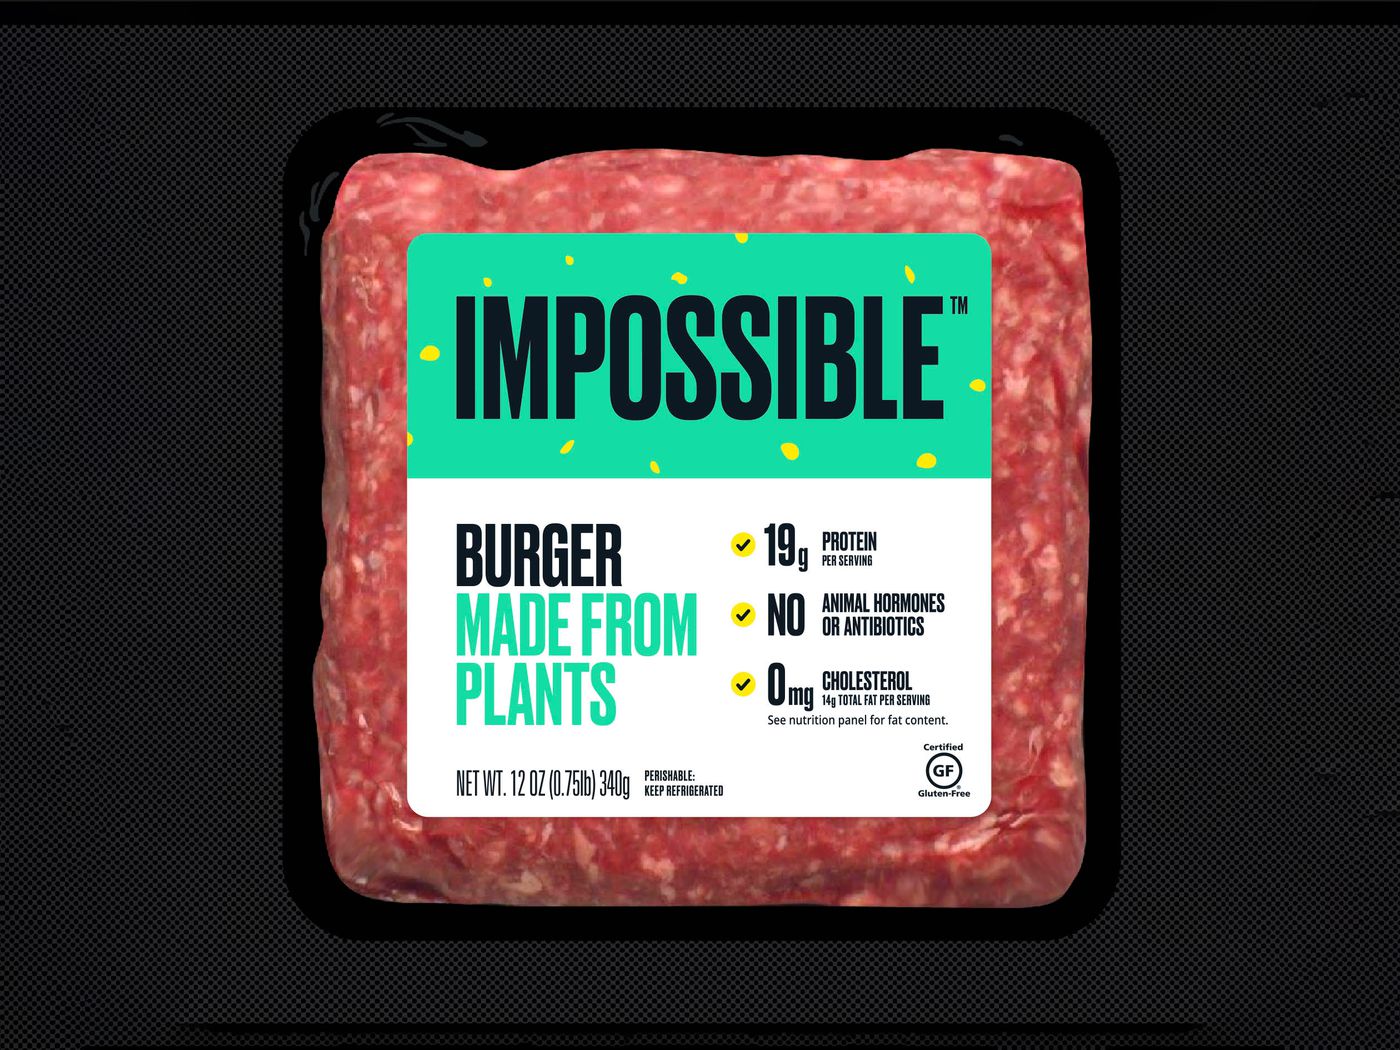 IMPOSSIBLE™
BURGER
MADE FROM
PLANTS
19g PROTEIN
PER SERVING
NO ANIMAL HORMONES
OR ANTIBIOTICS
0mg CHOLESTEROL
14g TOTAL FAT PER SERVING
See nutrition panel for fat content.
NET WT. 12 OZ (0.75lb) 340g
PERISHABLE:
KEEP REFRIGERATED
Certified
GF®
Gluten-Free